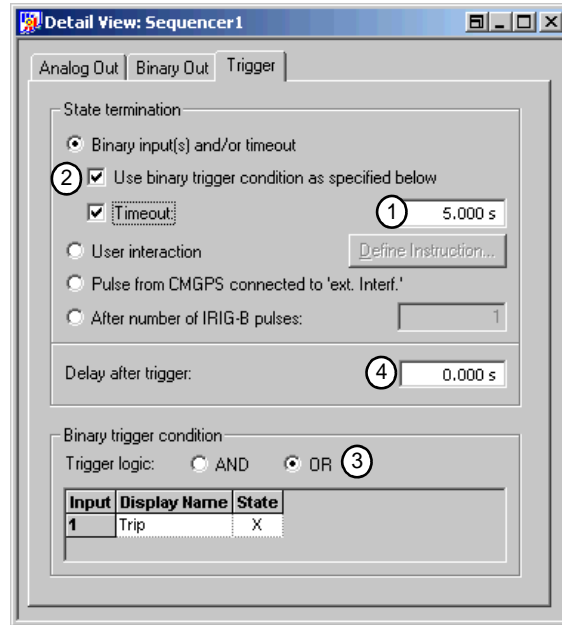 Detail View: Sequencer1
Analog Out Binary Out Trigger
State termination
Binary input(s) and/or timeout
2 Use binary trigger condition as specified below
Timeout: 1 5.000 s
User interaction Define Instruction...
Pulse from CMGPS connected to 'ext. Interf.'
After number of IRIG-B pulses: 1
Delay after trigger: 4 0.000 s
Binary trigger condition
Trigger logic: AND OR 3
Input Display Name State
1 Trip X